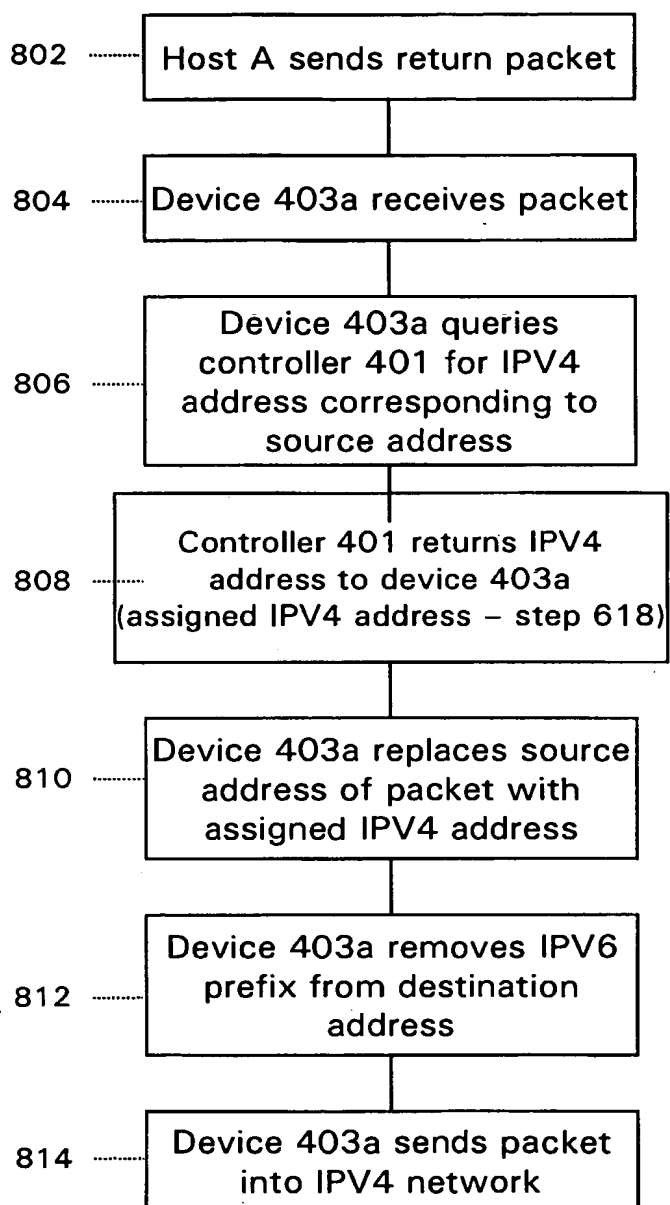 802 Host A sends return packet
804 Device 403a receives packet
806 Device 403a queries
controller 401 for IPV4
address corresponding to
source address
808 Controller 401 returns IPV4
address to device 403a
(assigned IPV4 address – step 618)
810 Device 403a replaces source
address of packet with
assigned IPV4 address
812 Device 403a removes IPV6
prefix from destination
address
814 Device 403a sends packet
into IPV4 network